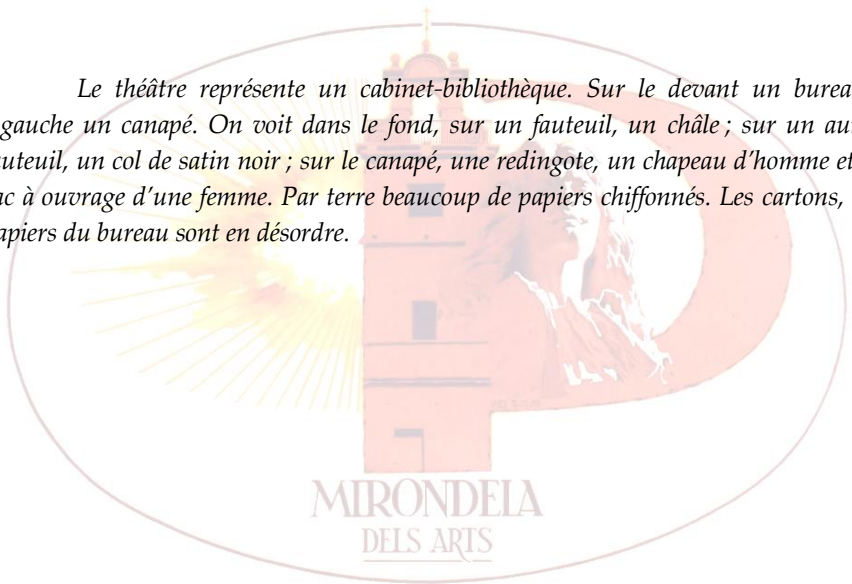 Le théâtre représente un cabinet-bibliothèque. Sur le devant un burea
gauche un canapé. On voit dans le fond, sur un fauteuil, un châle ; sur un au
auteuil, un col de satin noir ; sur le canapé, une redingote, un chapeau d'homme et
ac à ouvrage d'une femme. Par terre beaucoup de papiers chiffonnés. Les cartons,
apiers du bureau sont en désordre.
MIRONDELA
DELS ARTS